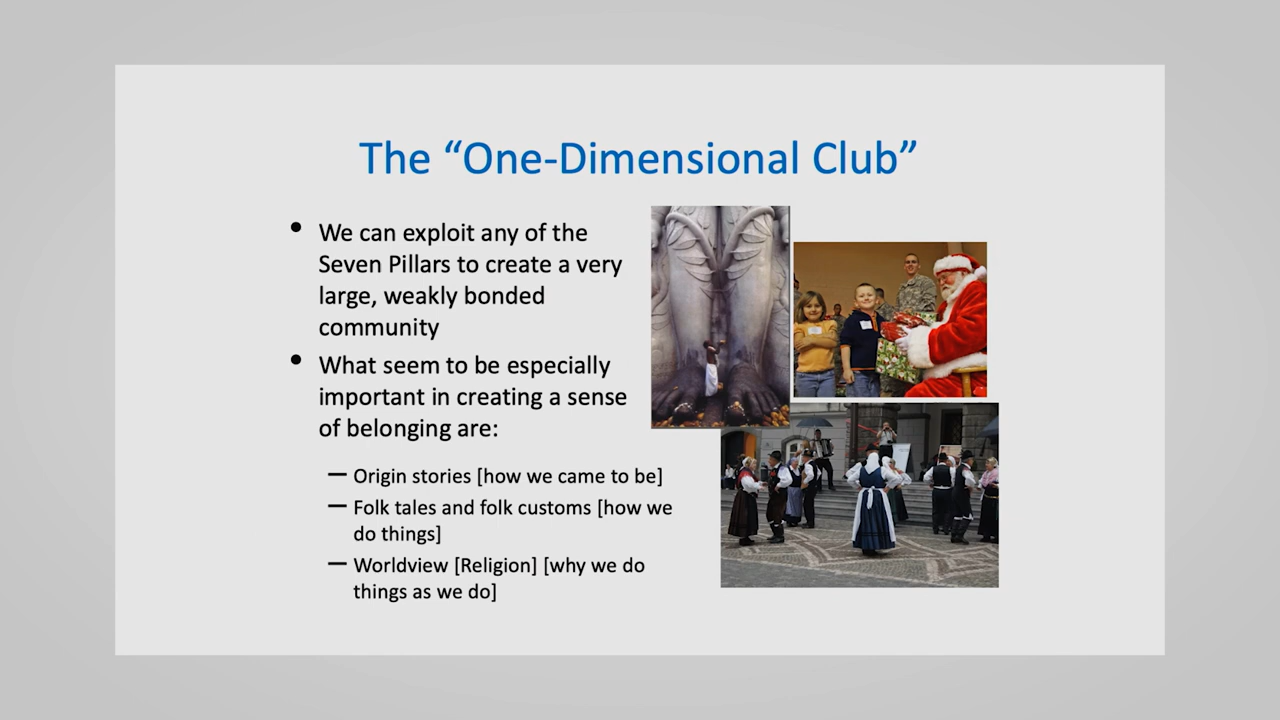 The “One-Dimensional Club”
• We can exploit any of the
Seven Pillars to create a very
large, weakly bonded
community
• What seem to be especially
important in creating a sense
of belonging are:
— Origin stories [how we came to be]
— Folk tales and folk customs [how we
do things]
— Worldview [Religion] [why we do
things as we do]